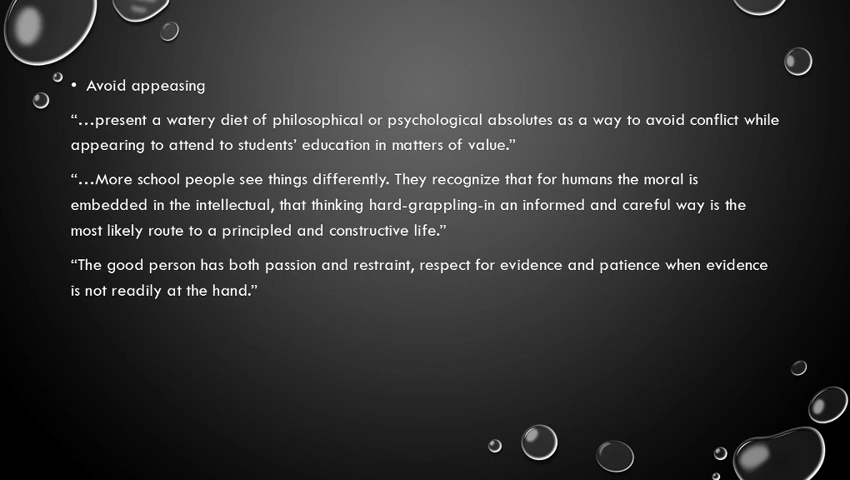 • Avoid appeasing
“…present a watery diet of philosophical or psychological absolutes as a way to avoid conflict while
appearing to attend to students’ education in matters of value.”
“…More school people see things differently. They recognize that for humans the moral is
embedded in the intellectual, that thinking hard-grappling-in an informed and careful way is the
most likely route to a principled and constructive life.”
“The good person has both passion and restraint, respect for evidence and patience when evidence
is not readily at the hand.”